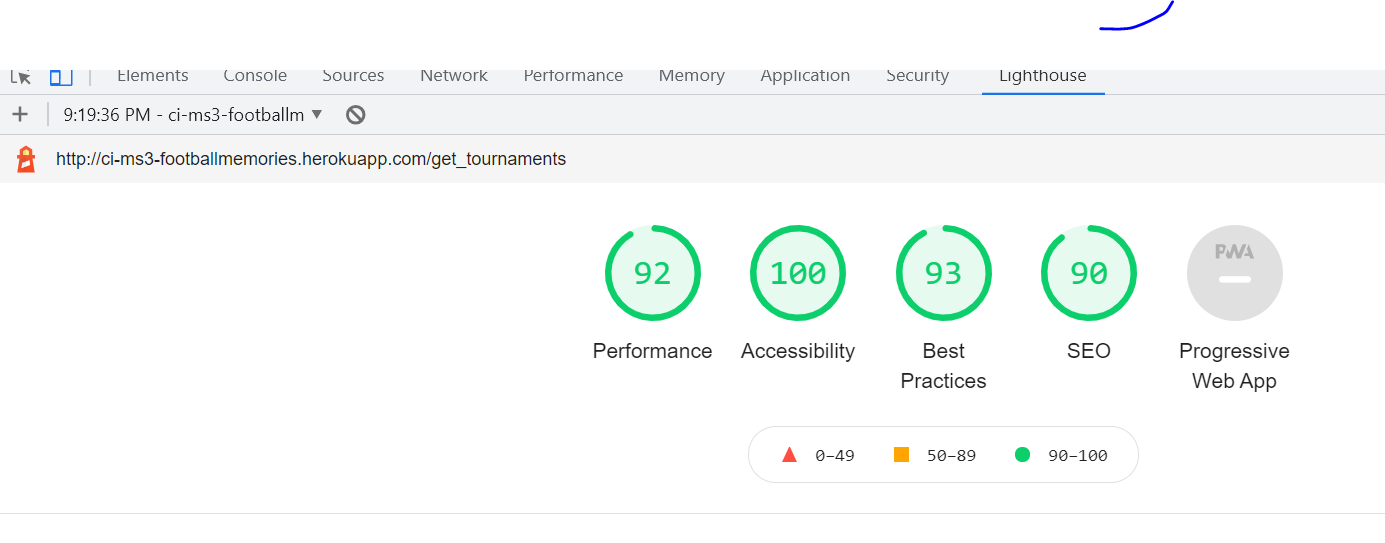 Elements Console Sources Network Performance Memory Application Security Lighthouse
+ 9:19:36 PM - ci-ms3-footballm ▼
http://ci-ms3-footballmemories.herokuapp.com/get_tournaments
92 100 93 90 PWA
Performance Accessibility Best SEO Progressive
Practices Web App
0–49 50–89 90–100